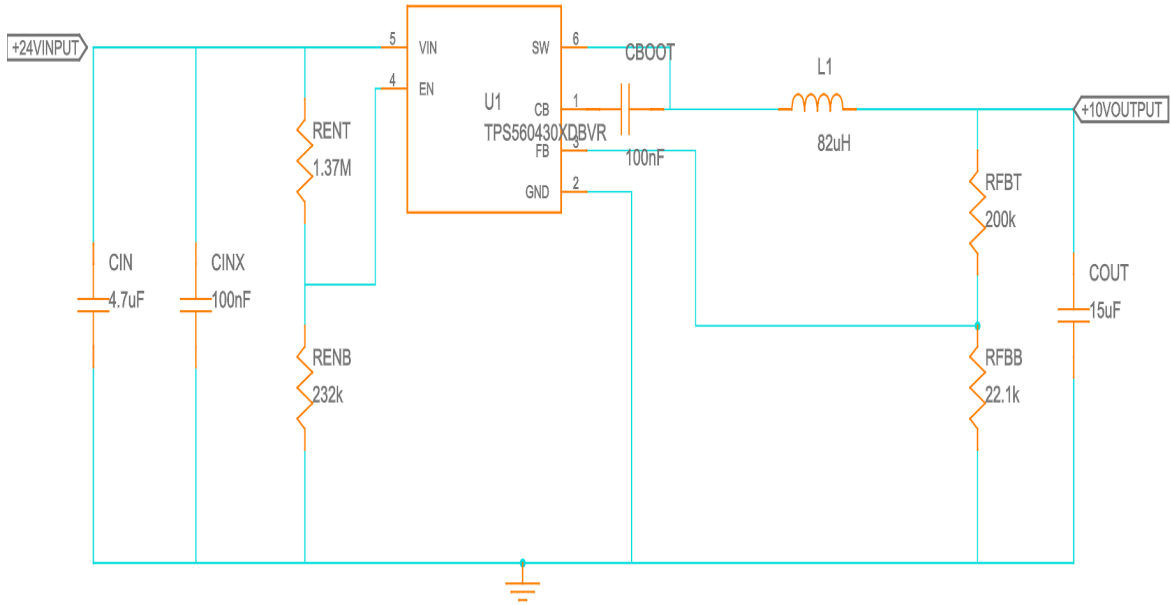 +24VINPUT
5
VIN
4
EN
U1
TPS560430XDBVR
SW
6
CB
1
FB
3
GND
2
CBOOT
100nF
L1
82uH
+10VOUTPUT
RENT
1.37M
RENB
232k
CIN
4.7uF
CINX
100nF
RFBT
200k
RFBB
22.1k
COUT
15uF